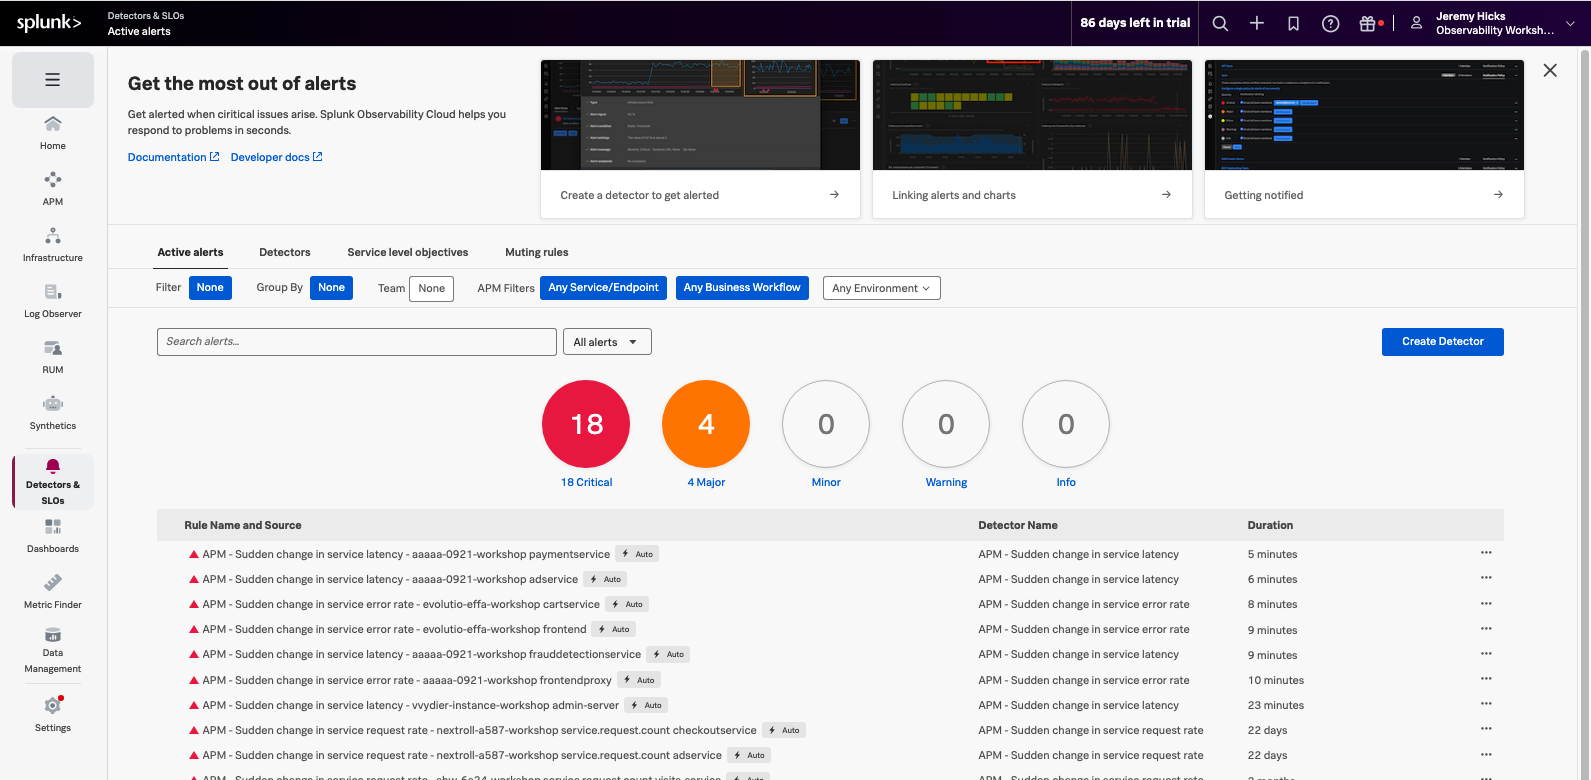 splunk>
Detectors & SLOs
Active alerts
86 days left in trial
Jeremy Hicks
Observability Worksh...
Get the most out of alerts
Get alerted when ciritical issues arise. Splunk Observability Cloud helps you
respond to problems in seconds.
Documentation
Developer docs
Create a detector to get alerted
Linking alerts and charts
Getting notified
Home
APM
Infrastructure
Log Observer
RUM
Synthetics
Detectors &
SLOs
Dashboards
Metric Finder
Data
Management
Settings
Active alerts
Detectors
Service level objectives
Muting rules
Filter None
Group By None
Team None
APM Filters Any Service/Endpoint Any Business Workflow Any Environment
Search alerts...
All alerts
Create Detector
18
4
0
0
0
18 Critical
4 Major
Minor
Warning
Info
Rule Name and Source Detector Name Duration
APM - Sudden change in service latency - aaaaa-0921-workshop paymentservice Auto APM - Sudden change in service latency 5 minutes ...
APM - Sudden change in service latency - aaaaa-0921-workshop adservice Auto APM - Sudden change in service latency 6 minutes ...
APM - Sudden change in service error rate - evolutio-effa-workshop cartservice Auto APM - Sudden change in service error rate 8 minutes ...
APM - Sudden change in service error rate - evolutio-effa-workshop frontend Auto APM - Sudden change in service error rate 9 minutes ...
APM - Sudden change in service latency - aaaaa-0921-workshop frauddetectionservice Auto APM - Sudden change in service latency 9 minutes ...
APM - Sudden change in service error rate - aaaaa-0921-workshop frontendproxy Auto APM - Sudden change in service error rate 10 minutes ...
APM - Sudden change in service latency - vvydier-instance-workshop admin-server Auto APM - Sudden change in service latency 23 minutes ...
APM - Sudden change in service request rate - nextroll-a587-workshop service.request.count checkoutservice Auto APM - Sudden change in service request rate 22 days ...
APM - Sudden change in service request rate - nextroll-a587-workshop service.request.count adservice Auto APM - Sudden change in service request rate 22 days ...